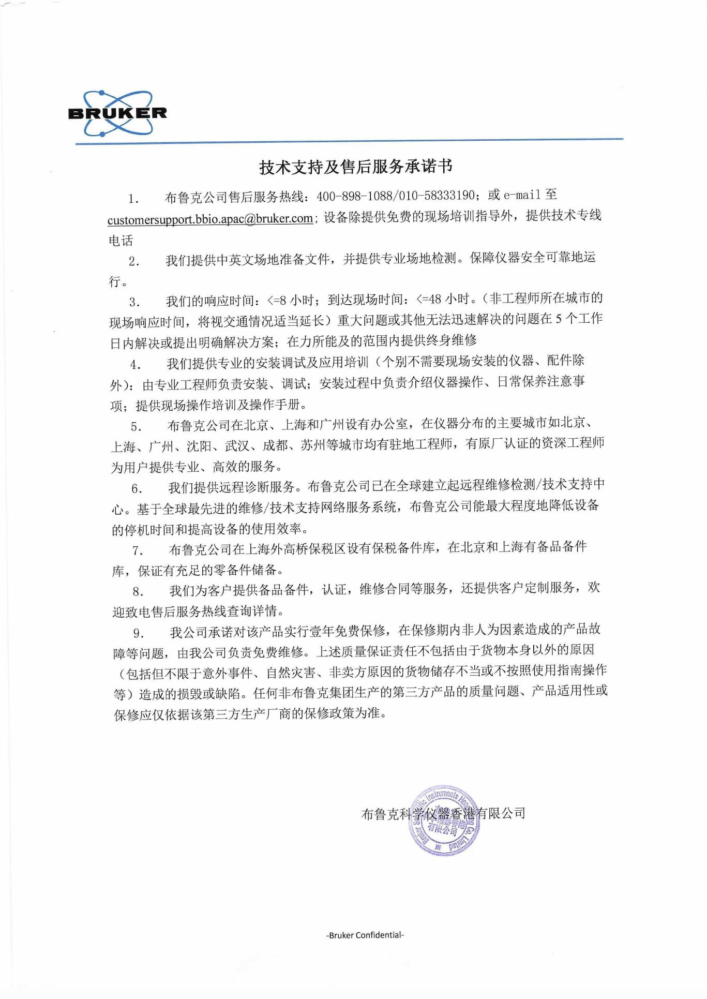 BRUKER
技术支持及售后服务承诺书
1. 布鲁克公司售后服务热线：400-898-1088/010-58333190；或 e-mail 至
customersupport.bbio.apac@bruker.com；设备除提供免费的现场培训指导外，提供技术专线
电话
2. 我们提供中英文场地准备文件，并提供专业场地检测。保障仪器安全可靠地运
行。
3. 我们的响应时间：<=8 小时；到达现场时间：<=48 小时。（非工程师所在城市的
现场响应时间，将视交通情况适当延长）重大问题或其他无法迅速解决的问题在 5 个工作
日内解决或提出明确解决方案；在力所能及的范围内提供终身维修
4. 我们提供专业的安装调试及应用培训（个别不需要现场安装的仪器、配件除
外）：由专业工程师负责安装、调试；安装过程中负责介绍仪器操作、日常保养注意事
项；提供现场操作培训及操作手册。
5. 布鲁克公司在北京、上海和广州设有办公室，在仪器分布的主要城市如北京、
上海、广州、沈阳、武汉、成都、苏州等城市均有驻地工程师，有原厂认证的资深工程师
为用户提供专业、高效的服务。
6. 我们提供远程诊断服务。布鲁克公司已在全球建立起远程维修检测/技术支持中
心。基于全球最先进的维修/技术支持网络服务系统，布鲁克公司能最大程度地降低设备
的停机时间和提高设备的使用效率。
7. 布鲁克公司在上海外高桥保税区设有保税备件库，在北京和上海有备品备件
库，保证有充足的零备件储备。
8. 我们为客户提供备品备件，认证，维修合同等服务，还提供客户定制服务，欢
迎致电售后服务热线查询详情。
9. 我公司承诺对该产品实行壹年免费保修，在保修期内非人为因素造成的产品故
障等问题，由我公司负责免费维修。上述质量保证责任不包括由于货物本身以外的原因
（包括但不限于意外事件、自然灾害、非卖方原因的货物储存不当或不按照使用指南操作
等）造成的损毁或缺陷。任何非布鲁克集团生产的第三方产品的质量问题、产品适用性或
保修应仅依据该第三方生产厂商的保修政策为准。
布鲁克科学仪器香港有限公司
Bruker Scientific Instruments Hong Kong Co. Limited
布鲁克
科学仪器香港
有限公司
-Bruker Confidential-